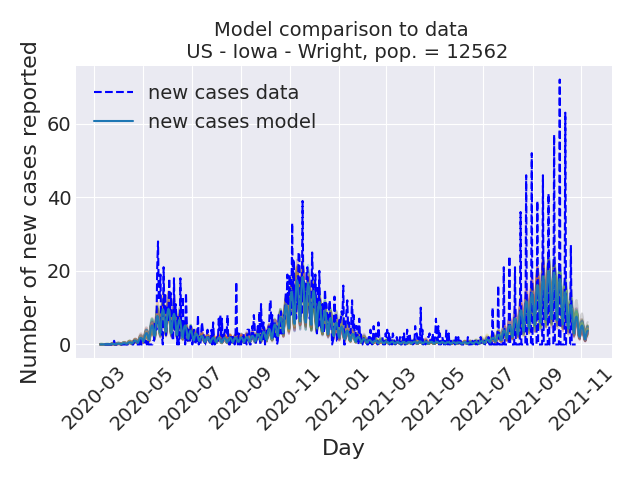 Model comparison to data
US - Iowa - Wright, pop. = 12562
new cases data
new cases model
Number of new cases reported
60
40
20
0
2020-03
2020-05
2020-07
2020-09
2020-11
2021-01
2021-03
2021-05
2021-07
2021-09
2021-11
Day